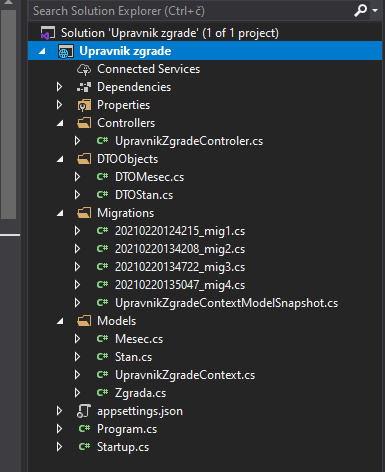 Search Solution Explorer (Ctrl+č)
Solution 'Upravnik zgrade' (1 of 1 project)
Upravnik zgrade
Connected Services
Dependencies
Properties
Controllers
C# UpravnikZgradeControler.cs
DTOObjects
C# DTOMesec.cs
C# DTOStan.cs
Migrations
C# 20210220124215_mig1.cs
C# 20210220134208_mig2.cs
C# 20210220134722_mig3.cs
C# 20210220135047_mig4.cs
C# UpravnikZgradeContextModelSnapshot.cs
Models
C# Mesec.cs
C# Stan.cs
C# UpravnikZgradeContext.cs
C# Zgrada.cs
appsettings.json
C# Program.cs
C# Startup.cs